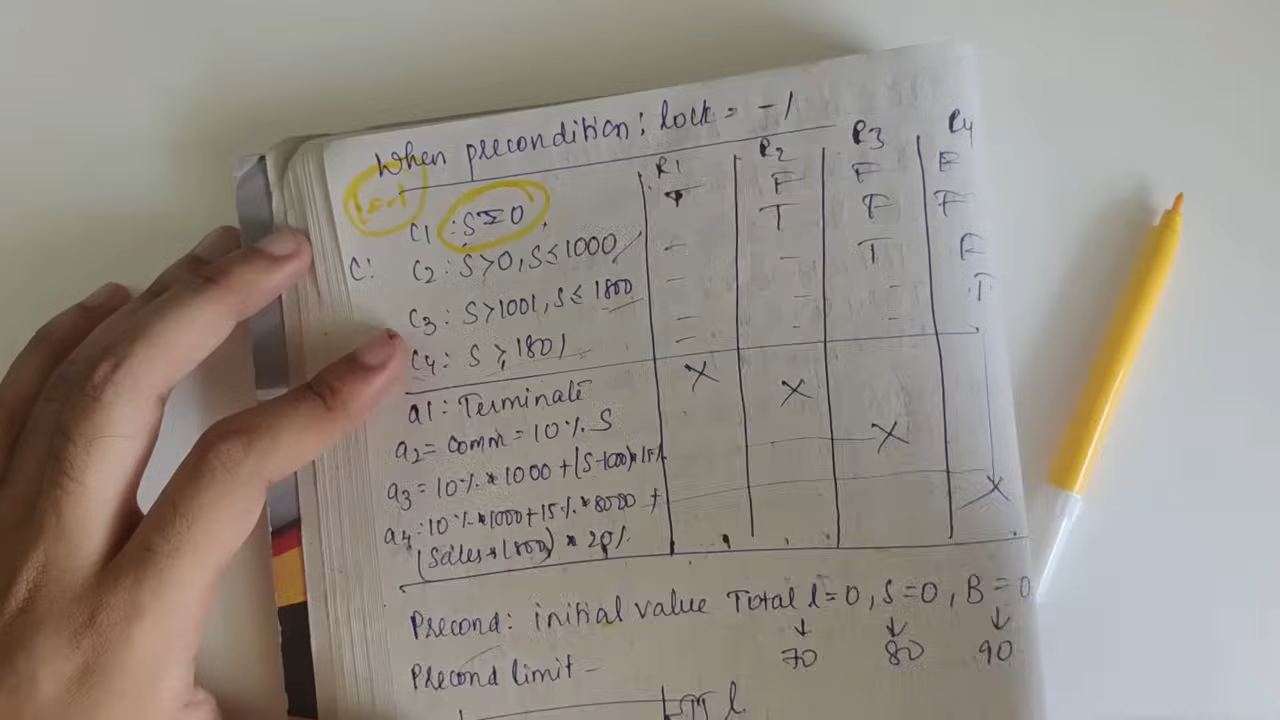 When precondition: lock = -1
R1 R2 R3 R4
C1 : S = 0 T F F F
C: C2 : S > 0, S ≤ 1000 - T F F
C3 : S > 1001, S ≤ 1800 - - T F
C4 : S ≥ 1801 - - - T
a1 : Terminate X
a2 = comm = 10% S X
a3 = 10% * 1000 + (S-1000) * 15% X
a4 : 10% * 1000 + 15% * 8000 + X
(Sales + 1800) * 20%
Precond: initial value Total l = 0, S = 0, B = 0
↓ ↓ ↓
70 80 90
Precond limit -
l